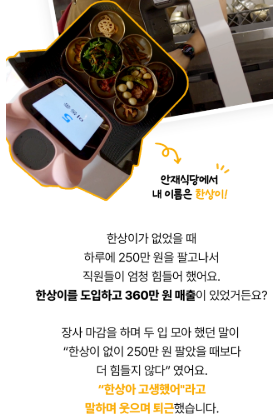 안재식당에서
내 이름은 한상이!
한상이가 없었을 때
하루에 250만 원을 팔고나서
직원들이 엄청 힘들어 했어요.
한상이를 도입하고 360만 원 매출이 있었거든요?
장사 마감을 하며 두 입 모아 했던 말이
“한상이 없이 250만 원 팔았을 때보다
더 힘들지 않다” 였어요.
“한상아 고생했어”라고
말하며 웃으며 퇴근했습니다.